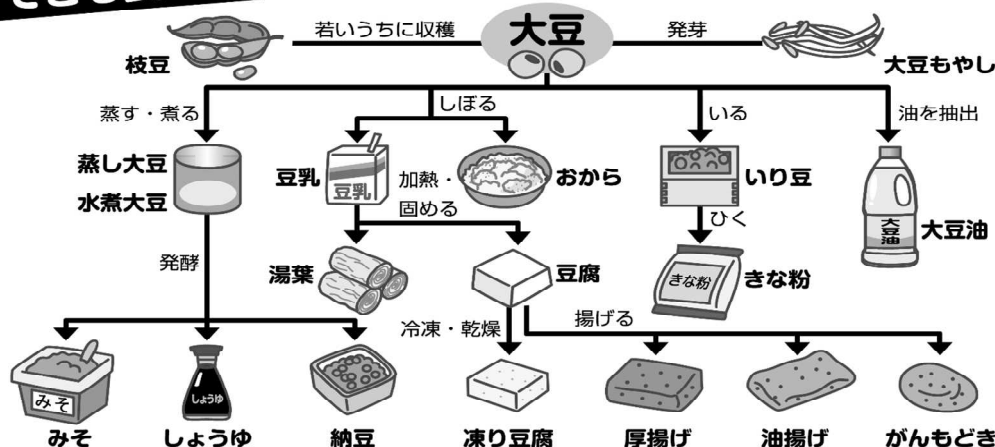 大豆
若いうちに収穫
発芽
枝豆
大豆もやし
蒸す・煮る
しぼる
いる
油を抽出
蒸し大豆
水煮大豆
豆乳
豆乳
加熱・
固める
おから
いり豆
大豆油
大豆油
発酵
湯葉
豆腐
ひく
きな粉
きな粉
冷凍・乾燥
揚げる
みそ
しょうゆ
みそ
しょうゆ
納豆
凍り豆腐
厚揚げ
油揚げ
がんもどき